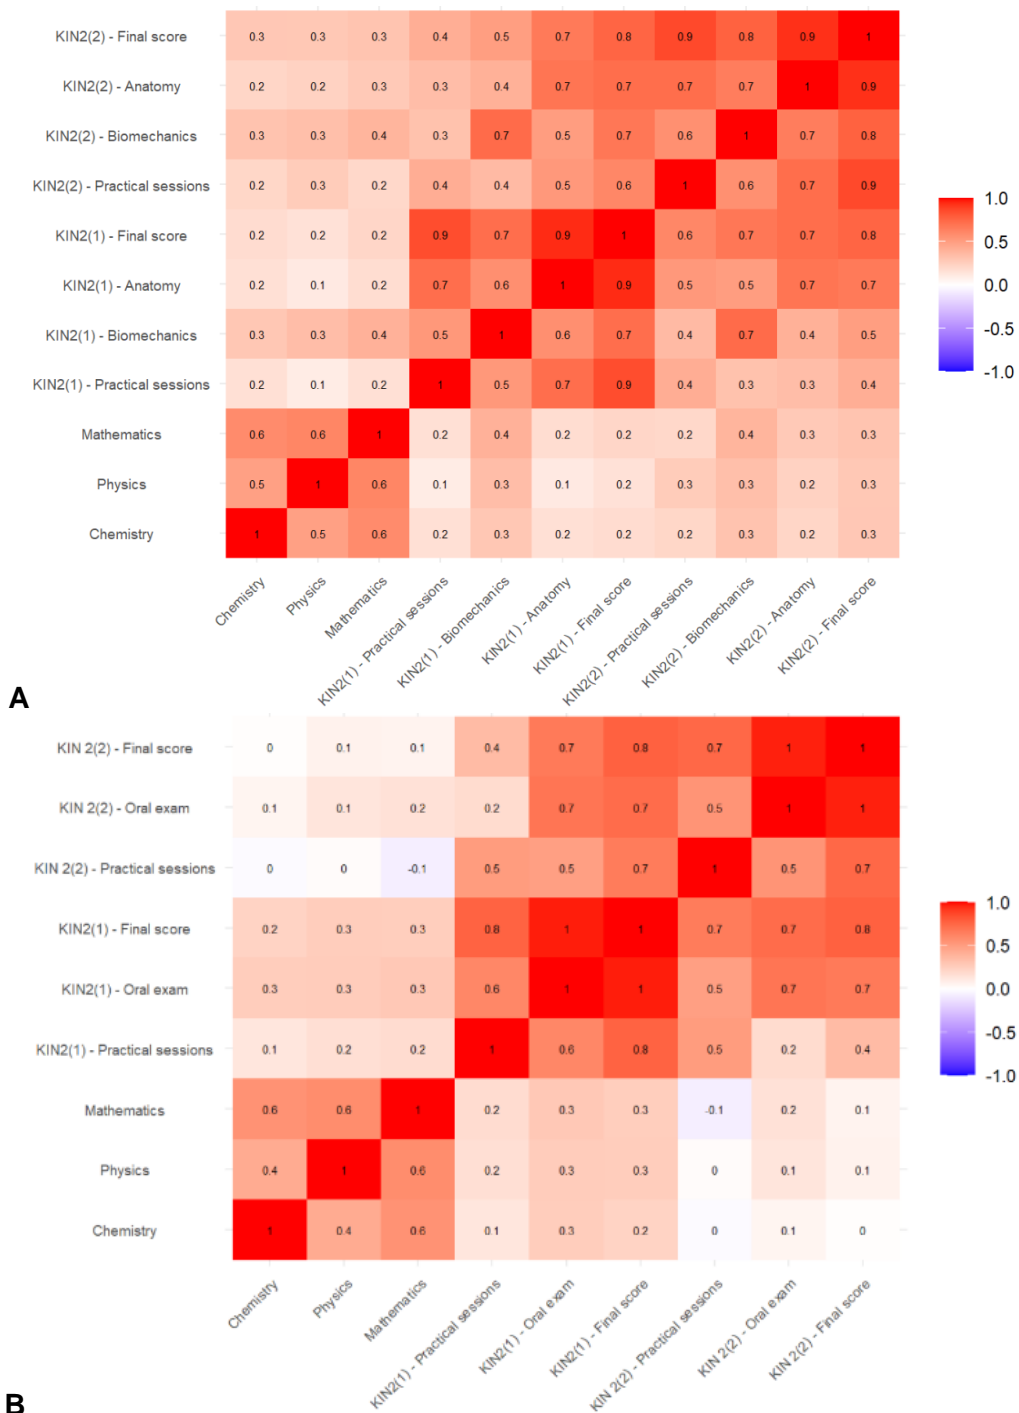 KIN2(2) - Final score 0.3 0.3 0.3 0.4 0.5 0.7 0.8 0.9 0.8 0.9 1
KIN2(2) - Anatomy 0.2 0.2 0.3 0.3 0.4 0.7 0.7 0.7 0.7 1 0.9
KIN2(2) - Biomechanics 0.3 0.3 0.4 0.3 0.7 0.5 0.7 0.6 1 0.7 0.8
KIN2(2) - Practical sessions 0.2 0.3 0.2 0.4 0.4 0.5 0.6 1 0.6 0.7 0.9
KIN2(1) - Final score 0.2 0.2 0.2 0.9 0.7 0.9 1 0.6 0.7 0.7 0.8
KIN2(1) - Anatomy 0.2 0.1 0.2 0.7 0.6 1 0.9 0.5 0.5 0.7 0.7
KIN2(1) - Biomechanics 0.3 0.3 0.4 0.5 1 0.6 0.7 0.4 0.7 0.4 0.5
KIN2(1) - Practical sessions 0.2 0.1 0.2 1 0.5 0.7 0.9 0.4 0.3 0.3 0.4
Mathematics 0.6 0.6 1 0.2 0.4 0.2 0.2 0.2 0.4 0.3 0.3
Physics 0.5 1 0.6 0.1 0.3 0.1 0.2 0.3 0.3 0.2 0.3
Chemistry 1 0.5 0.6 0.2 0.3 0.2 0.2 0.2 0.3 0.2 0.3
1.0
0.5
0.0
-0.5
-1.0
Chemistry
Physics
Mathematics
KIN2(1) - Practical sessions
KIN2(1) - Biomechanics
KIN2(1) - Anatomy
KIN2(1) - Final score
KIN2(2) - Practical sessions
KIN2(2) - Biomechanics
KIN2(2) - Anatomy
KIN2(2) - Final score
A
KIN 2(2) - Final score 0 0.1 0.1 0.4 0.7 0.8 0.7 1 1
KIN 2(2) - Oral exam 0.1 0.1 0.2 0.2 0.7 0.7 0.5 1 1
KIN 2(2) - Practical sessions 0 0 -0.1 0.5 0.5 0.7 1 0.5 0.7
KIN2(1) - Final score 0.2 0.3 0.3 0.8 1 1 0.7 0.7 0.8
KIN2(1) - Oral exam 0.3 0.3 0.3 0.6 1 1 0.5 0.7 0.7
KIN2(1) - Practical sessions 0.1 0.2 0.2 1 0.6 0.8 0.5 0.2 0.4
Mathematics 0.6 0.6 1 0.2 0.3 0.3 -0.1 0.2 0.1
Physics 0.4 1 0.6 0.2 0.3 0.3 0 0.1 0.1
Chemistry 1 0.4 0.6 0.1 0.3 0.2 0 0.1 0
1.0
0.5
0.0
-0.5
-1.0
Chemistry
Physics
Mathematics
KIN2(1) - Practical sessions
KIN2(1) - Oral exam
KIN2(1) - Final score
KIN 2(2) - Practical sessions
KIN 2(2) - Oral exam
KIN 2(2) - Final score
B